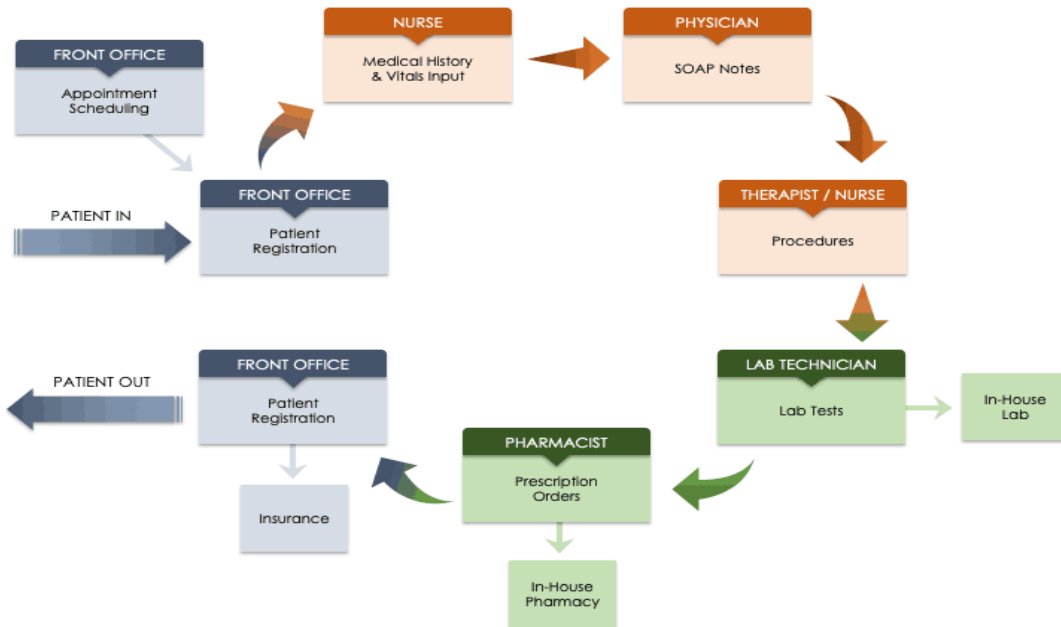 FRONT OFFICE
Appointment
Scheduling
NURSE
Medical History
& Vitals Input
PHYSICIAN
SOAP Notes
PATIENT IN
FRONT OFFICE
Patient
Registration
THERAPIST / NURSE
Procedures
LAB TECHNICIAN
Lab Tests
In-House
Lab
PHARMACIST
Prescription
Orders
In-House
Pharmacy
FRONT OFFICE
Patient
Registration
Insurance
PATIENT OUT